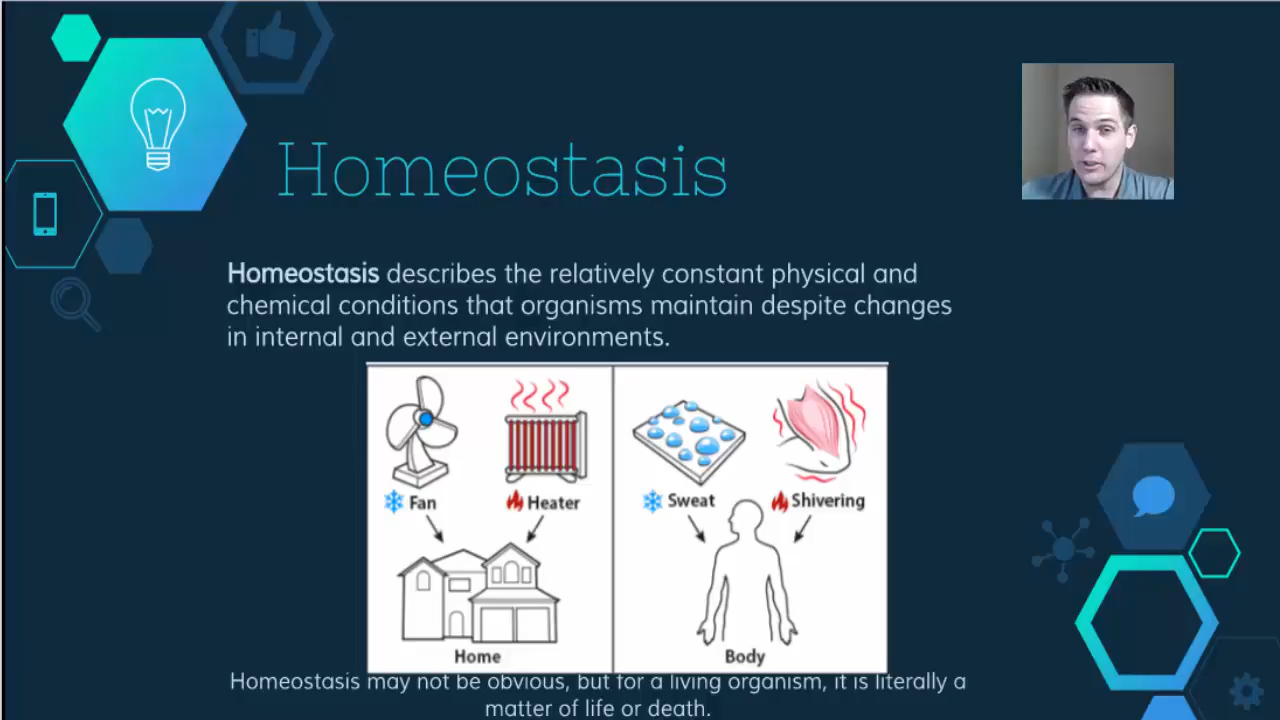 Homeostasis
Homeostasis describes the relatively constant physical and
chemical conditions that organisms maintain despite changes
in internal and external environments.
Fan
Heater
Sweat
Shivering
Home
Body
Homeostasis may not be obvious, but for a living organism, it is literally a
matter of life or death.